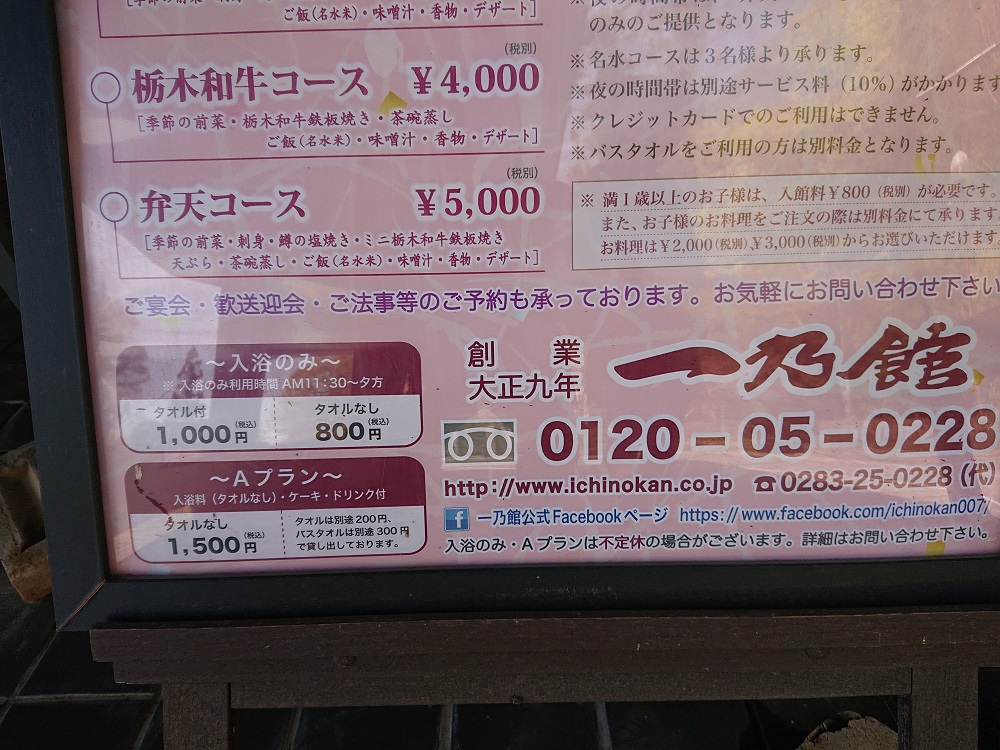 ご飯(名水米)・味噌汁・香物・デザート]
(税別)
栃木和牛コース ￥4,000
[季節の前菜・栃木和牛鉄板焼き・茶碗蒸し
ご飯(名水米)・味噌汁・香物・デザート]
(税別)
弁天コース ￥5,000
[季節の前菜・刺身・鱒の塩焼き・ミニ栃木和牛鉄板焼き
天ぷら・茶碗蒸し・ご飯(名水米)・味噌汁・香物・デザート]
のみのご提供となります。
※名水コースは3名様より承ります。
※夜の時間帯は別途サービス料(10%)がかかります
※クレジットカードでのご利用はできません。
※バスタオルをご利用の方は別料金となります。
※ 満1歳以上のお子様は、入館料￥800(税別)が必要です。
また、お子様のお料理をご注文の際は別料金にて承ります
お料理は￥2,000(税別)、￥3,000(税別)からお選びいただけます
ご宴会・歓送迎会・ご法事等のご予約も承っております。お気軽にお問い合わせ下さい
～入浴のみ～
※ 入浴のみ利用時間 AM11：30～夕方
タオル付
1,000円(税込)
タオルなし
800円(税込)
～Aプラン～
入浴料(タオルなし)・ケーキ・ドリンク付
タオルなし
1,500円(税込)
タオルは別途200円、
バスタオルは別途300円
で貸し出しております。
創業
大正九年
一乃館
0120－05－0228
http://www.ichinokan.co.jp ☎0283-25-0228(代)
f 一乃館公式Facebookページ https://www.facebook.com/ichinokan007/
入浴のみ・Aプランは不定休の場合がございます。詳細はお問い合わせ下さい。